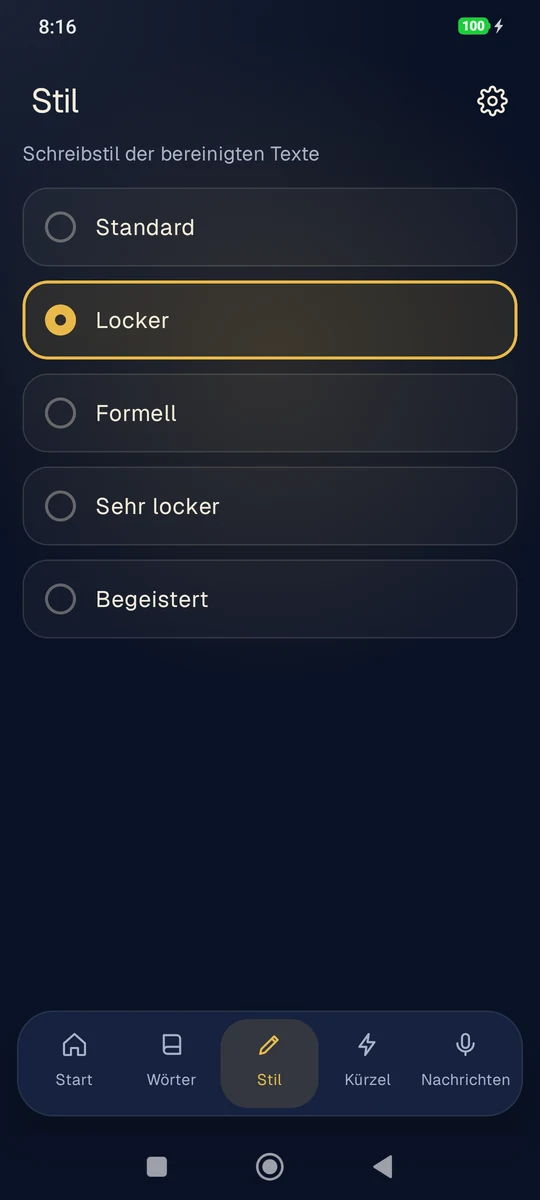 8:16
100
Stil
Schreibstil der bereinigten Texte
Standard
Locker
Formell
Sehr locker
Begeistert
Start
Wörter
Stil
Kürzel
Nachrichten